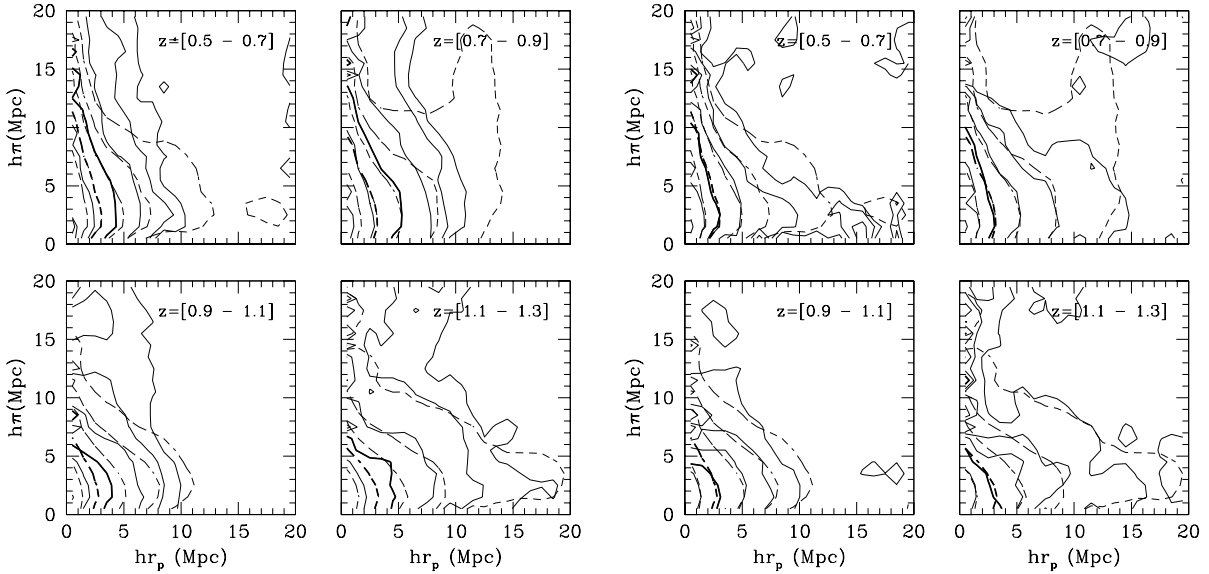 20
15
10
5
0
hπ(Mpc)
z=[0.5 - 0.7]
z=[0.7 - 0.9]
20
15
10
5
0
hπ(Mpc)
z=[0.9 - 1.1]
z=[1.1 - 1.3]
0 5 10 15 20
0 5 10 15 20
hr_p (Mpc)
hr_p (Mpc)
20
15
10
5
0
hπ(Mpc)
z=[0.5 - 0.7]
z=[0.7 - 0.9]
20
15
10
5
0
hπ(Mpc)
z=[0.9 - 1.1]
z=[1.1 - 1.3]
0 5 10 15 20
0 5 10 15 20
hr_p (Mpc)
hr_p (Mpc)